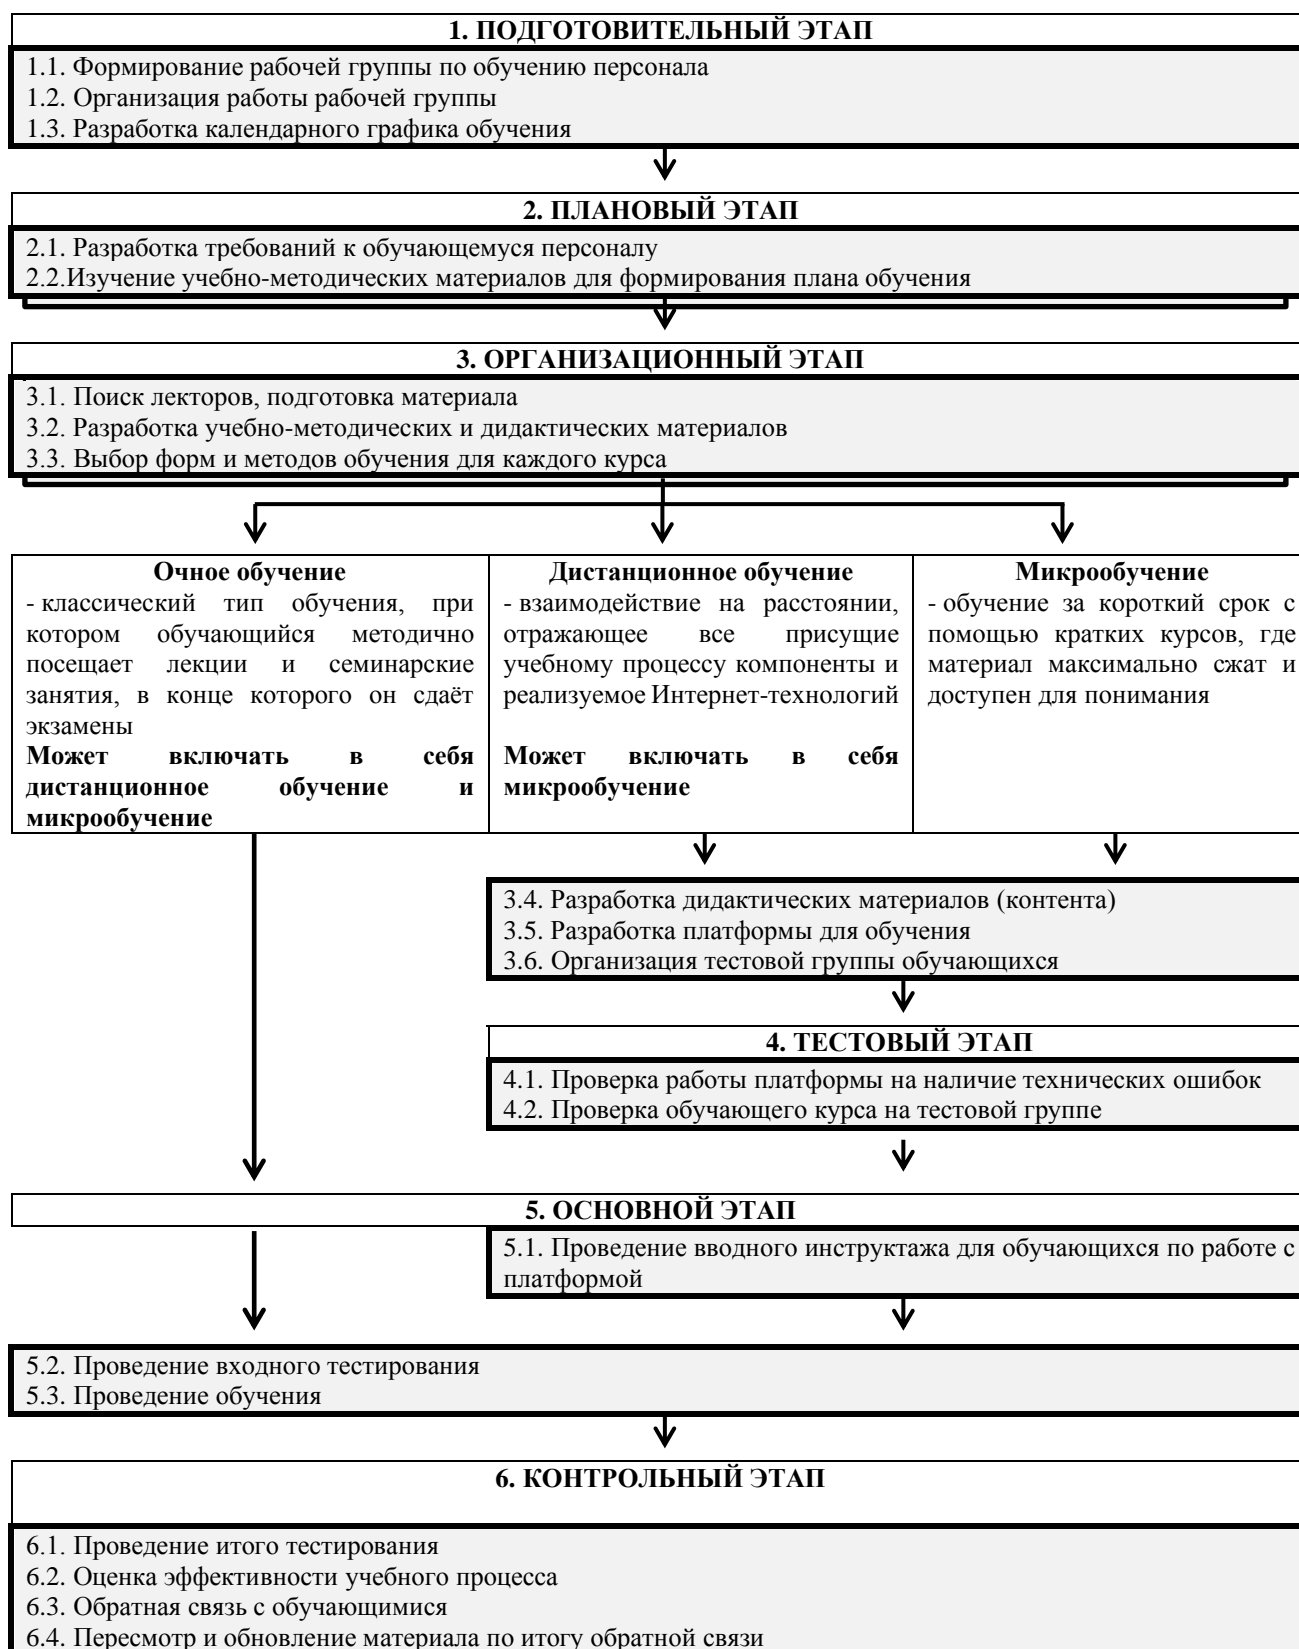 1. ПОДГОТОВИТЕЛЬНЫЙ ЭТАП
1.1. Формирование рабочей группы по обучению персонала
1.2. Организация работы рабочей группы
1.3. Разработка календарного графика обучения
2. ПЛАНОВЫЙ ЭТАП
2.1. Разработка требований к обучающемуся персоналу
2.2.Изучение учебно-методических материалов для формирования плана обучения
3. ОРГАНИЗАЦИОННЫЙ ЭТАП
3.1. Поиск лекторов, подготовка материала
3.2. Разработка учебно-методических и дидактических материалов
3.3. Выбор форм и методов обучения для каждого курса
Очное обучение
- классический тип обучения, при
котором обучающийся методично
посещает лекции и семинарские
занятия, в конце которого он сдаёт
экзамены
Может включать в себя
дистанционное обучение и
микрообучение
Дистанционное обучение
- взаимодействие на расстоянии,
отражающее все присущие
учебному процессу компоненты и
реализуемое Интернет-технологий
Может включать в себя
микрообучение
Микрообучение
- обучение за короткий срок с
помощью кратких курсов, где
материал максимально сжат и
доступен для понимания
3.4. Разработка дидактических материалов (контента)
3.5. Разработка платформы для обучения
3.6. Организация тестовой группы обучающихся
4. ТЕСТОВЫЙ ЭТАП
4.1. Проверка работы платформы на наличие технических ошибок
4.2. Проверка обучающего курса на тестовой группе
5. ОСНОВНОЙ ЭТАП
5.1. Проведение вводного инструктажа для обучающихся по работе с
платформой
5.2. Проведение входного тестирования
5.3. Проведение обучения
6. КОНТРОЛЬНЫЙ ЭТАП
6.1. Проведение итого тестирования
6.2. Оценка эффективности учебного процесса
6.3. Обратная связь с обучающимися
6.4. Пересмотр и обновление материала по итогу обратной связи